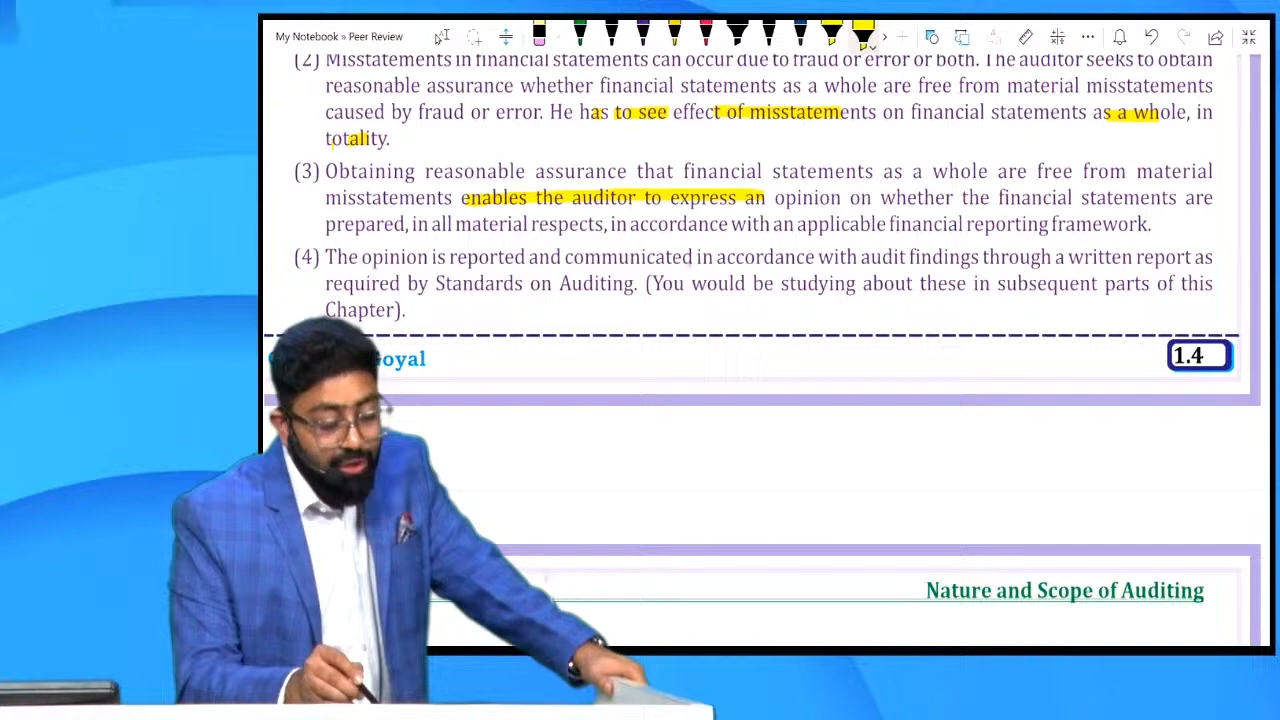 My Notebook » Peer Review
(2) Misstatements in financial statements can occur due to fraud or error or both. The auditor seeks to obtain
reasonable assurance whether financial statements as a whole are free from material misstatements
caused by fraud or error. He has to see effect of misstatements on financial statements as a whole, in
totality.
(3) Obtaining reasonable assurance that financial statements as a whole are free from material
misstatements enables the auditor to express an opinion on whether the financial statements are
prepared, in all material respects, in accordance with an applicable financial reporting framework.
(4) The opinion is reported and communicated in accordance with audit findings through a written report as
required by Standards on Auditing. (You would be studying about these in subsequent parts of this
Chapter).
Goyal
1.4
Nature and Scope of Auditing